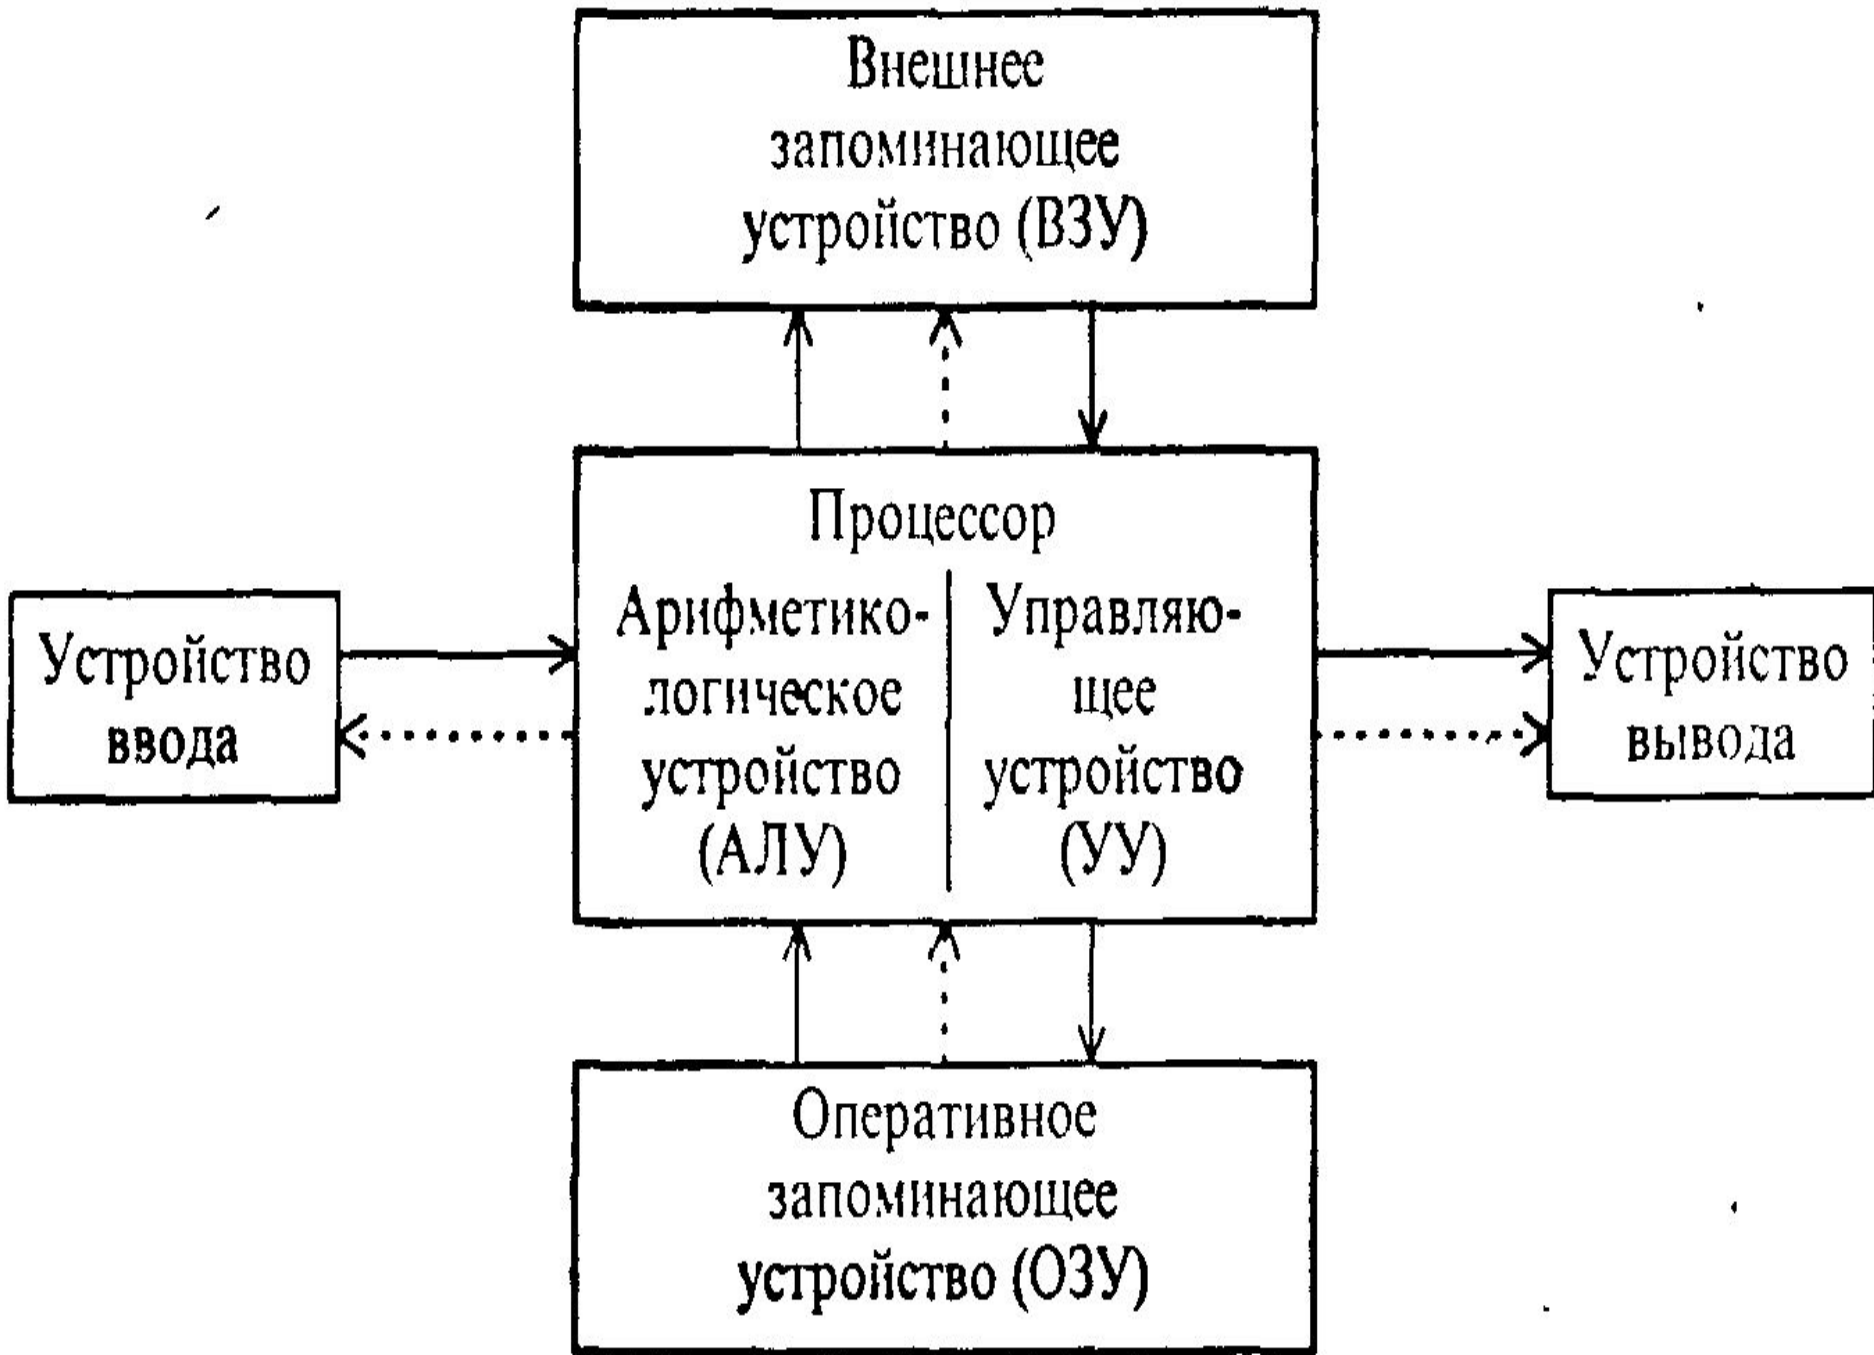 Внешнее
запоминающее
устройство (ВЗУ)
Процессор
Арифметико-
логическое
устройство
(АЛУ)
Управляю-
щее
устройство
(УУ)
Устройство
ввода
Устройство
вывода
Оперативное
запоминающее
устройство (ОЗУ)